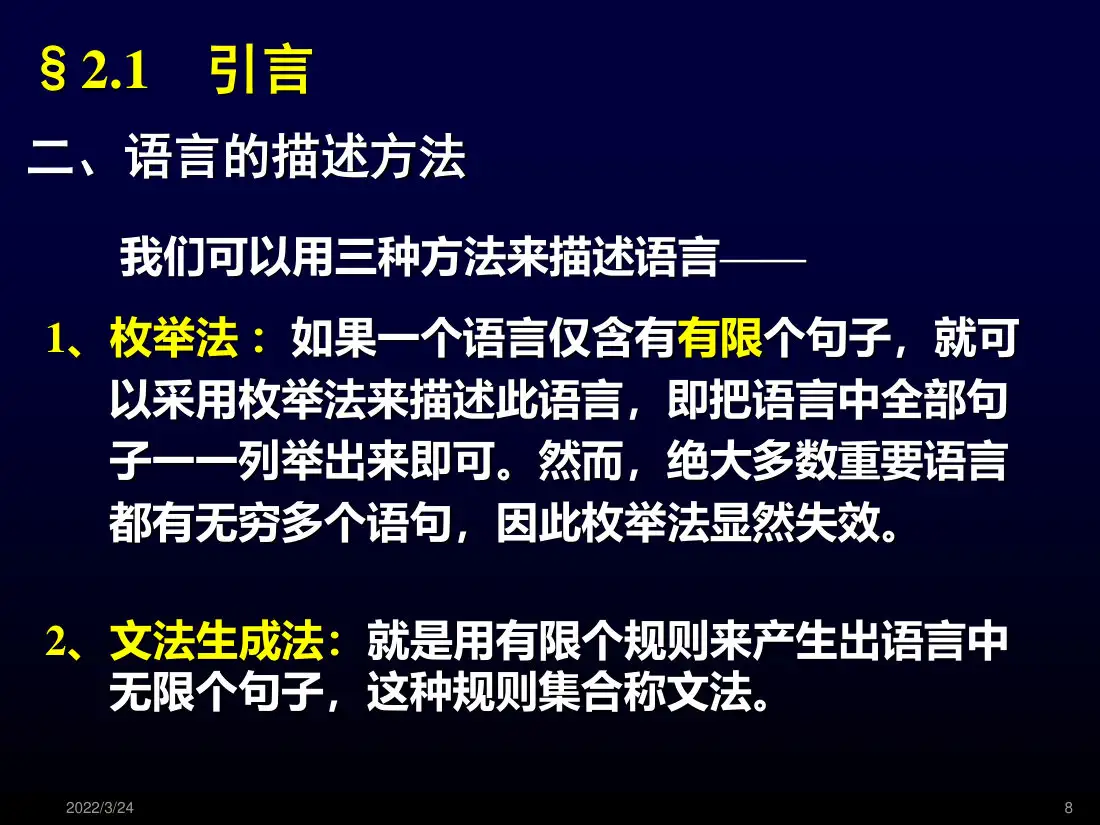 §2.1 引言
二、语言的描述方法
我们可以用三种方法来描述语言——
1、枚举法：如果一个语言仅含有有限个句子，就可
以采用枚举法来描述此语言，即把语言中全部句
子一一列举出来即可。然而，绝大多数重要语言
都有无穷多个语句，因此枚举法显然失效。
2、文法生成法：就是用有限个规则来产生出语言中
无限个句子，这种规则集合称文法。
2022/3/24
8